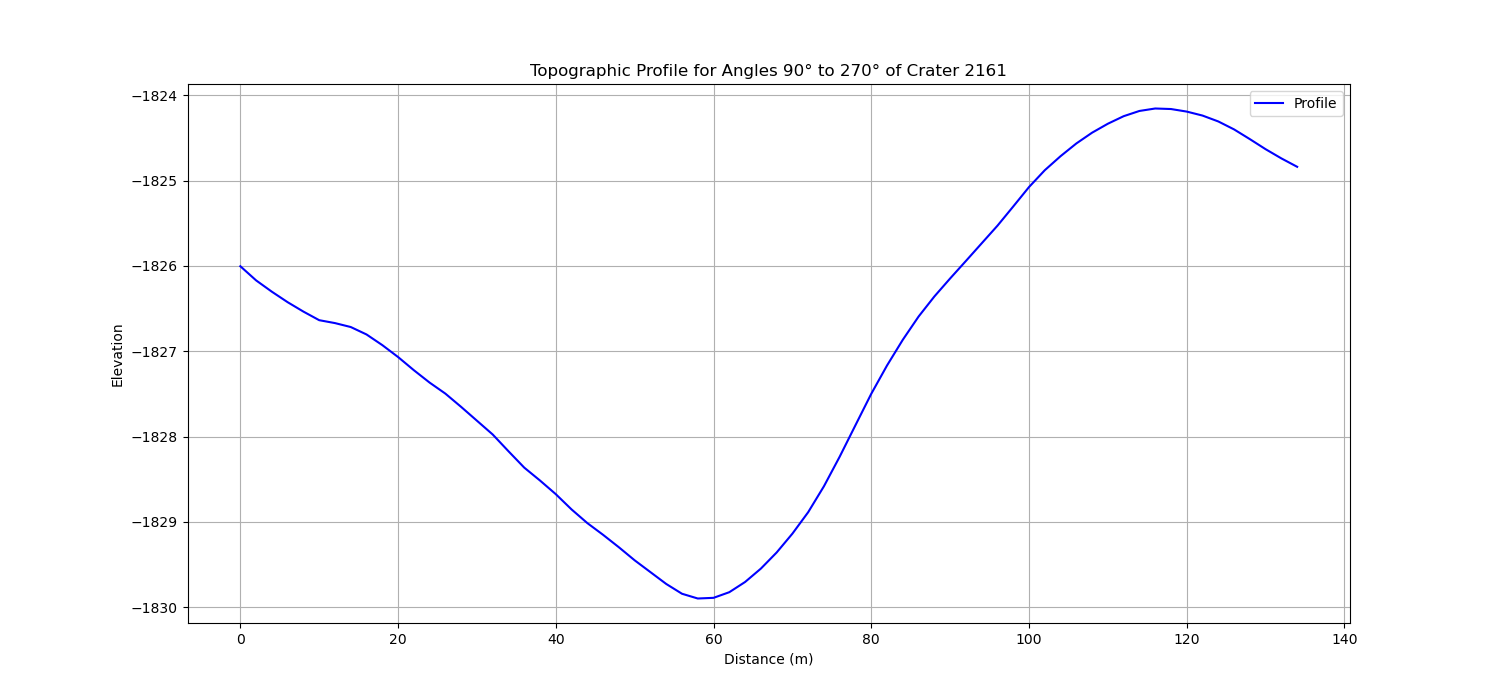 Topographic Profile for Angles 90° to 270° of Crater 2161
Profile
−1824
−1825
−1826
−1827
−1828
−1829
−1830
Elevation
0 20 40 60 80 100 120 140
Distance (m)